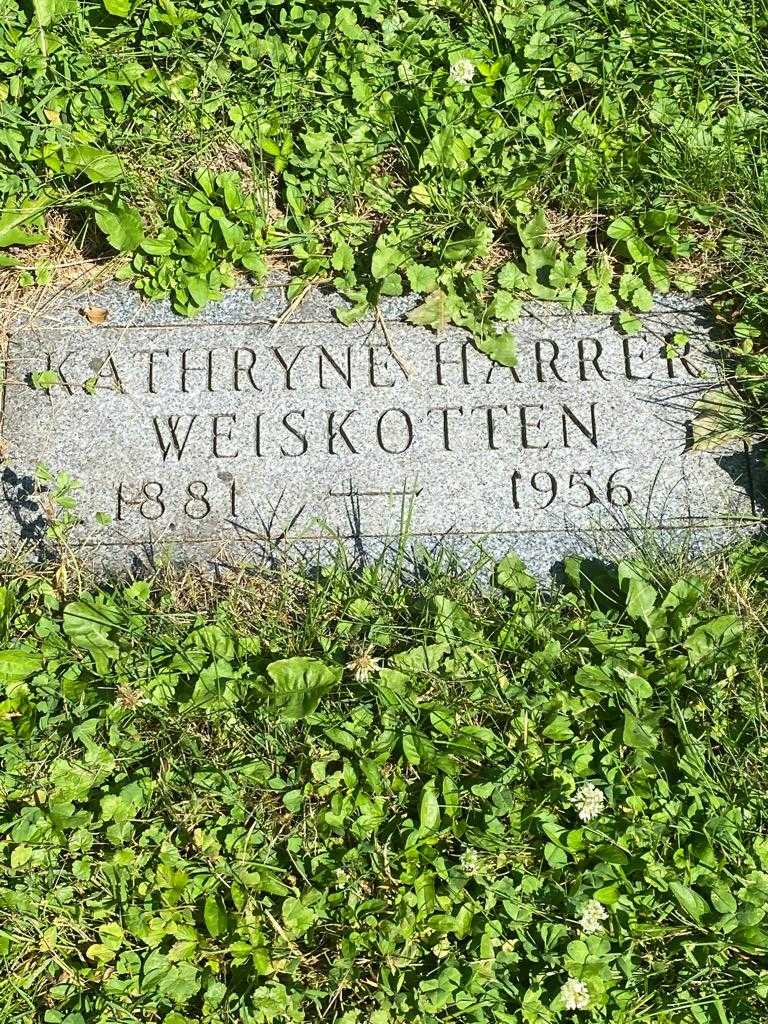 KATHRYNE HARRER
WEISKOTTEN
1881 — 1956